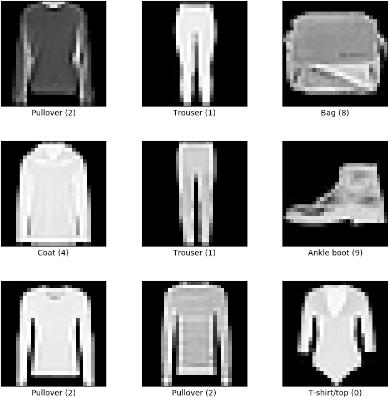 Pullover (2)
Trouser (1)
Bag (8)
Coat (4)
Trouser (1)
Ankle boot (9)
Pullover (2)
Pullover (2)
T-shirt/top (0)